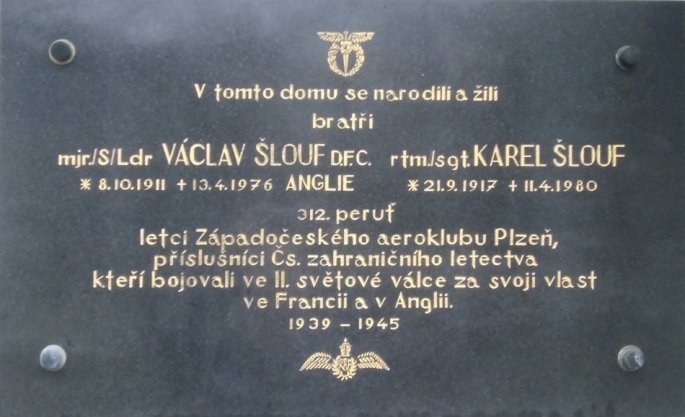 V tomto domu se narodili a žili
bratři
mjr./S/Ldr VÁCLAV ŠLOUF D.F.C. rtm./sgt. KAREL ŠLOUF
* 8.10.1911 + 13.4.1976 ANGLIE * 21.9.1917 + 11.4.1980
312. peruť
letci Západočeského aeroklubu Plzeň,
příslušníci Čs. zahraničního letectva
kteří bojovali ve II. světové válce za svoji vlast
ve Francii a v Anglii.
1939 – 1945